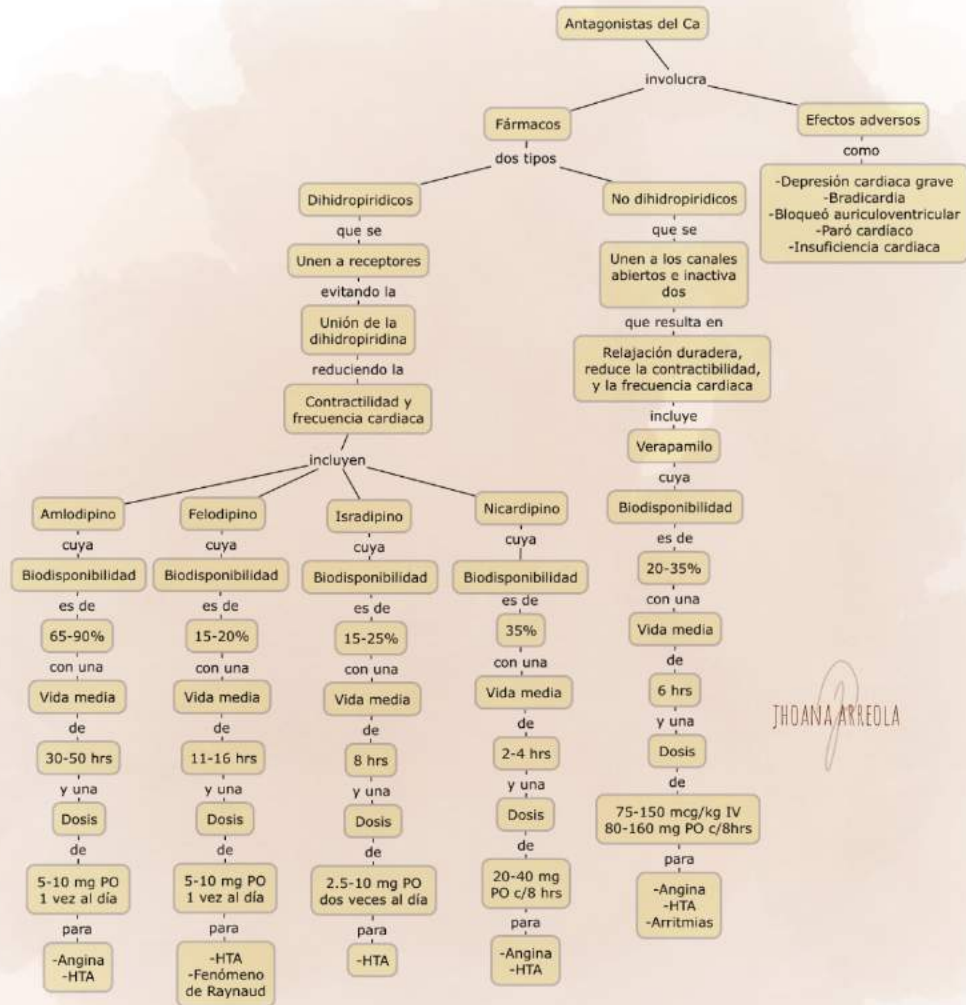 Antagonistas del Ca
involucra
Fármacos
dos tipos
Efectos adversos
como
-Depresión cardiaca grave
-Bradicardia
-Bloqueó auriculoventricular
-Paró cardíaco
-Insuficiencia cardiaca
Dihidropiridicos
que se
Unen a receptores
evitando la
Unión de la
dihidropiridina
reduciendo la
Contractilidad y
frecuencia cardiaca
incluyen
No dihidropiridicos
que se
Unen a los canales
abiertos e inactiva
dos
que resulta en
Relajación duradera,
reduce la contractibilidad,
y la frecuencia cardiaca
incluye
Amlodipino
cuya
Biodisponibilidad
es de
65-90%
con una
Vida media
de
30-50 hrs
y una
Dosis
de
5-10 mg PO
1 vez al día
para
-Angina
-HTA
Felodipino
cuya
Biodisponibilidad
es de
15-20%
con una
Vida media
de
11-16 hrs
y una
Dosis
de
5-10 mg PO
1 vez al día
para
-HTA
-Fenómeno
de Raynaud
Isradipino
cuya
Biodisponibilidad
es de
15-25%
con una
Vida media
de
8 hrs
y una
Dosis
de
2.5-10 mg PO
dos veces al día
para
-HTA
Nicardipino
cuya
Biodisponibilidad
es de
35%
con una
Vida media
de
2-4 hrs
y una
Dosis
de
20-40 mg
PO c/8 hrs
para
-Angina
-HTA
Verapamilo
cuya
Biodisponibilidad
es de
20-35%
con una
Vida media
de
6 hrs
y una
Dosis
de
75-150 mcg/kg IV
80-160 mg PO c/8hrs
para
-Angina
-HTA
-Arritmias
JHOANA ARREOLA